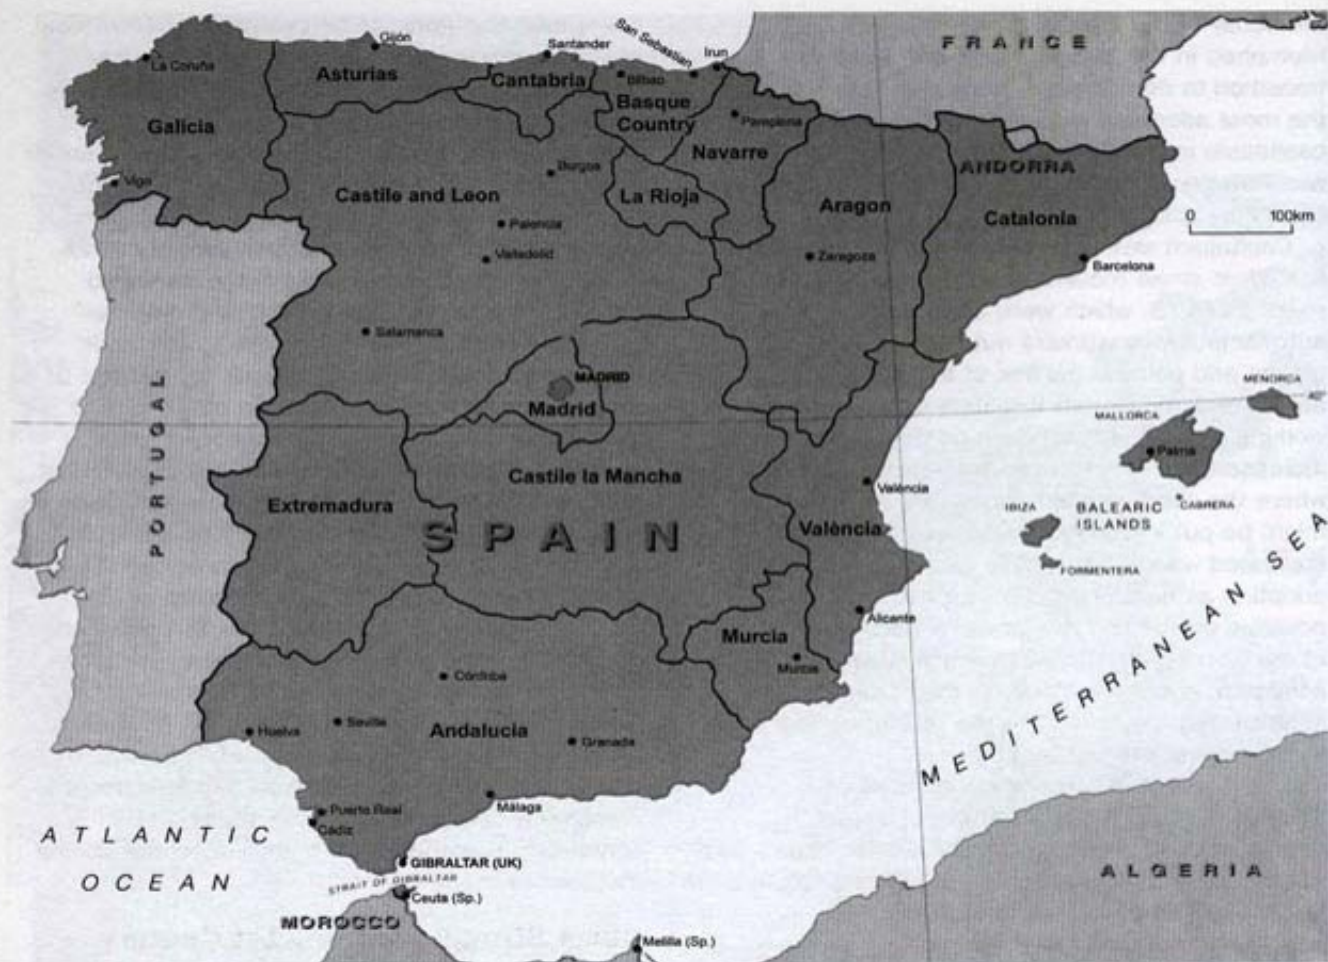 Gijón
Santander
San Sebastian
Irun
FRANCE
La Coruña
Asturias
Cantabria
Bilbao
Basque
Country
Pamplona
Galicia
Navarre
Burgos
ANDORRA
Vigo
Castile and Leon
La Rioja
Aragon
Catalonia
Palencia
0 100km
Valladolid
Zaragoza
Barcelona
Salamanca
MADRID
Madrid
MENORCA
40°
MALLORCA
Palma
PORTUGAL
Castile la Mancha
Extremadura
València
CABRERA
SPAIN
València
IBIZA
BALEARIC
ISLANDS
FORMENTERA
Alicante
Murcia
Murcia
MEDITERRANEAN SEA
Córdoba
Huelva
Seville
Andalucia
Granada
Málaga
Puerto Real
Cádiz
ATLANTIC
OCEAN
GIBRALTAR (UK)
STRAIT OF GIBRALTAR
Ceuta (Sp.)
ALGERIA
MOROCCO
Melilla (Sp.)